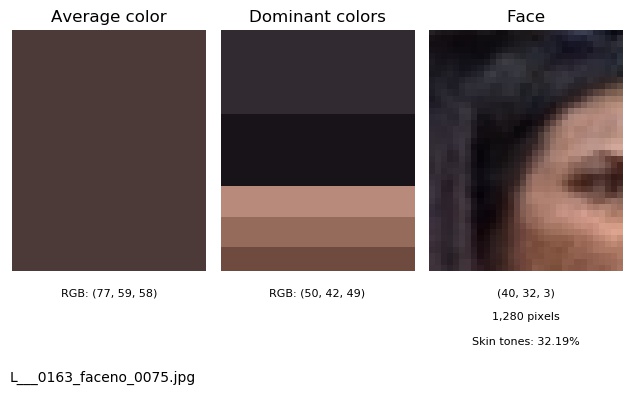 Average color
Dominant colors
Face
RGB: (77, 59, 58)
RGB: (50, 42, 49)
(40, 32, 3)
1,280 pixels
Skin tones: 32.19%
L___0163_faceno_0075.jpg